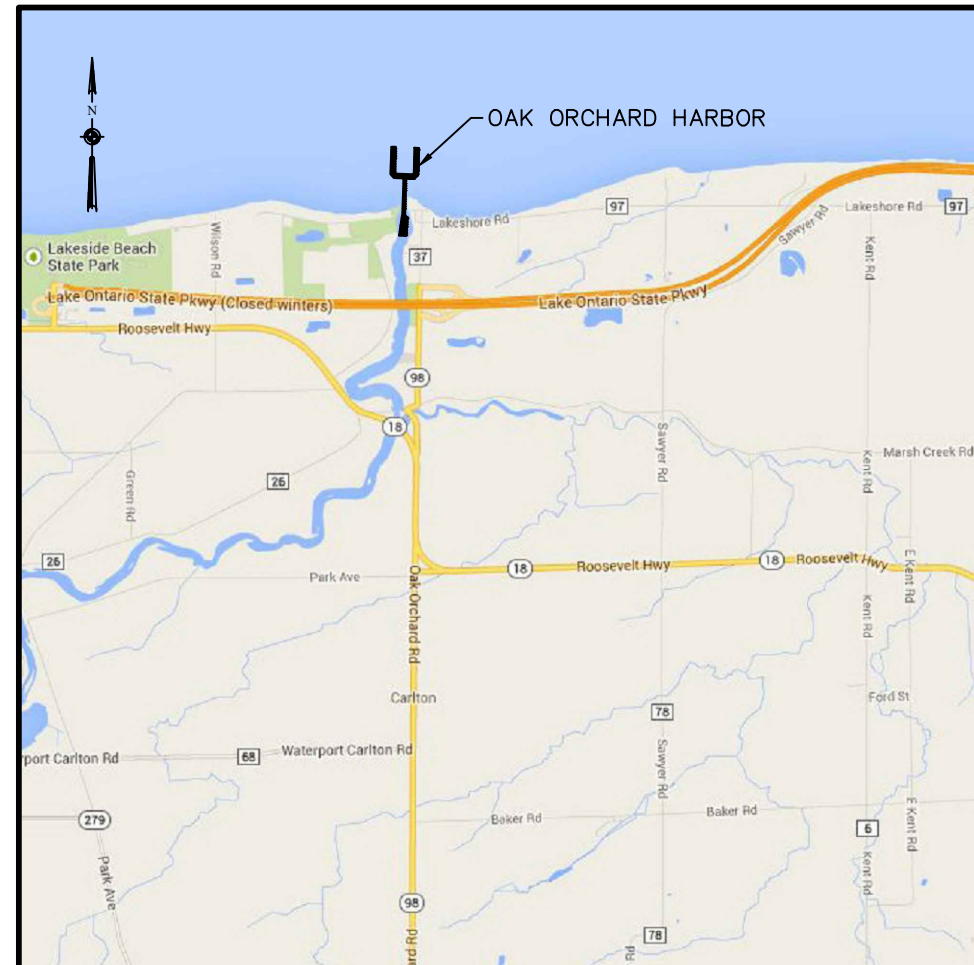 N
OAK ORCHARD HARBOR
97
Lakeshore Rd
97
Lakeshore Rd
Sawyer Rd
Wilson Rd
Kent Rd
Lakeside Beach
State Park
37
Lake Ontario State Pkwy (Closed winters)
Lake Ontario State Pkwy
Roosevelt Hwy
98
18
Sawyer Rd
Marsh Creek Rd
Kent Rd
Green Rd
26
26
Park Ave
18
Roosevelt Hwy
18
Roosevelt Hwy
E Kent Rd
Oak Orchard Rd
Kent Rd
Carlton
Ford St
78
rport Carlton Rd
68
Waterport Carlton Rd
Sawyer Rd
279
Baker Rd
Baker Rd
6
E Kent Rd
Park Ave
Kent Rd
98
78
ard Rd
Rd